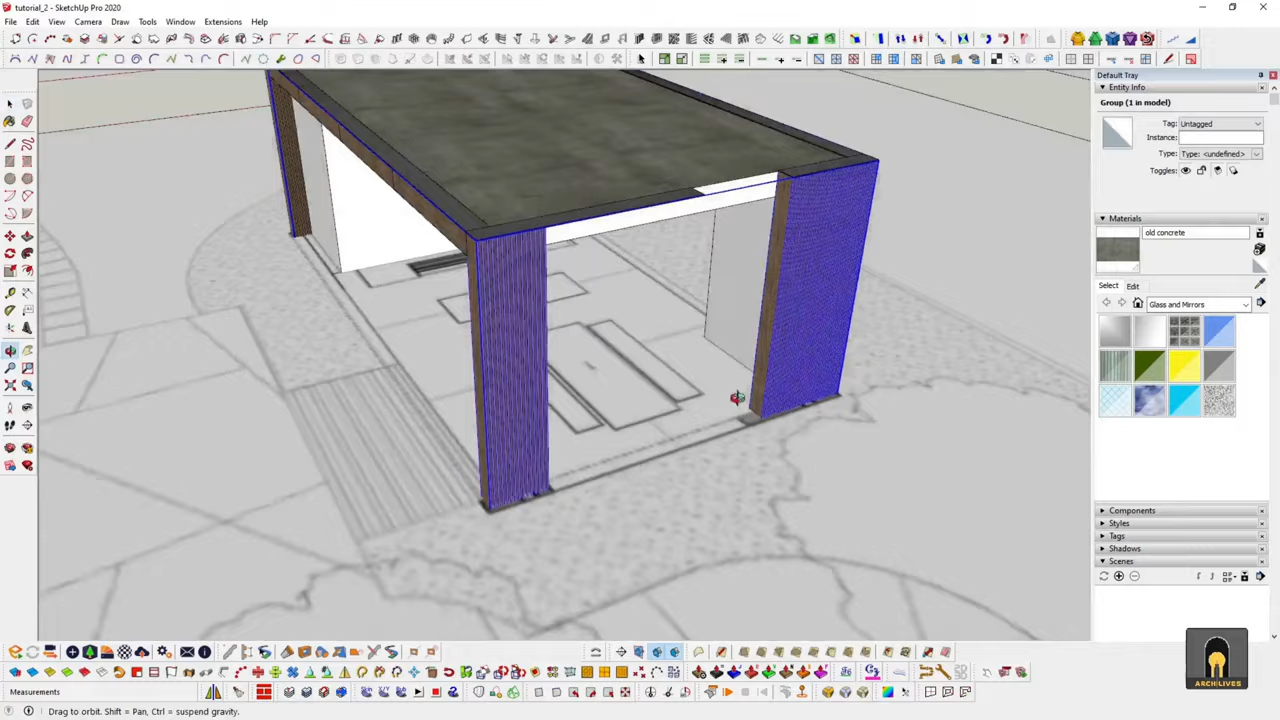 tutorial_2 - SketchUp Pro 2020
File Edit View Camera Draw Tools Window Extensions Help
Default Tray
Entity Info
Group (1 in model)
Tag: Untagged
Instance:
Type: Type: <undefined>
Toggles:
Materials
old concrete
Select Edit
Glass and Mirrors
Components
Styles
Tags
Shadows
Scenes
ARCHILIVES
Measurements
Drag to orbit. Shift = Pan, Ctrl = suspend gravity.